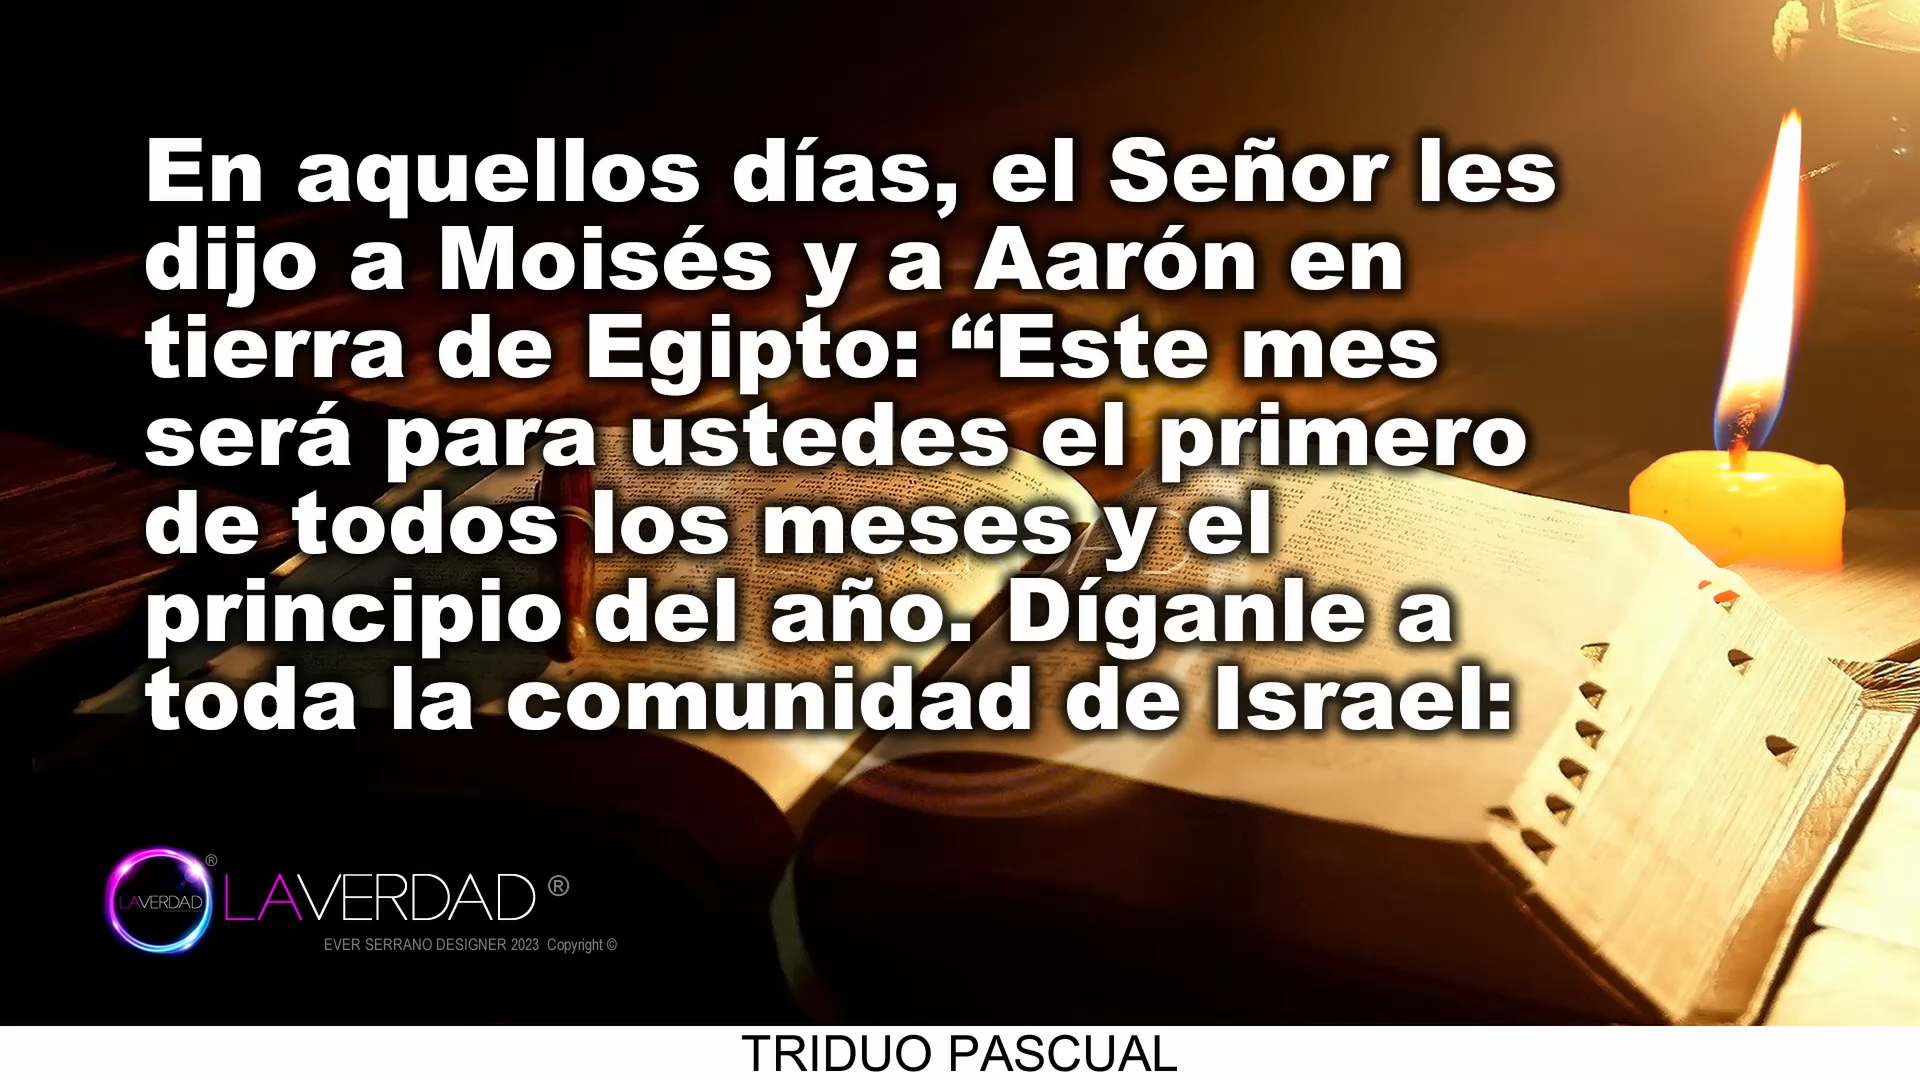 En aquellos días, el Señor les
dijo a Moisés y a Aarón en
tierra de Egipto: “Este mes
será para ustedes el primero
de todos los meses y el
principio del año. Díganle a
toda la comunidad de Israel:
LAVERDAD ®
LAVERDAD ®
EVER SERRANO DESIGNER 2023 Copyright ©
TRIDUO PASCUAL